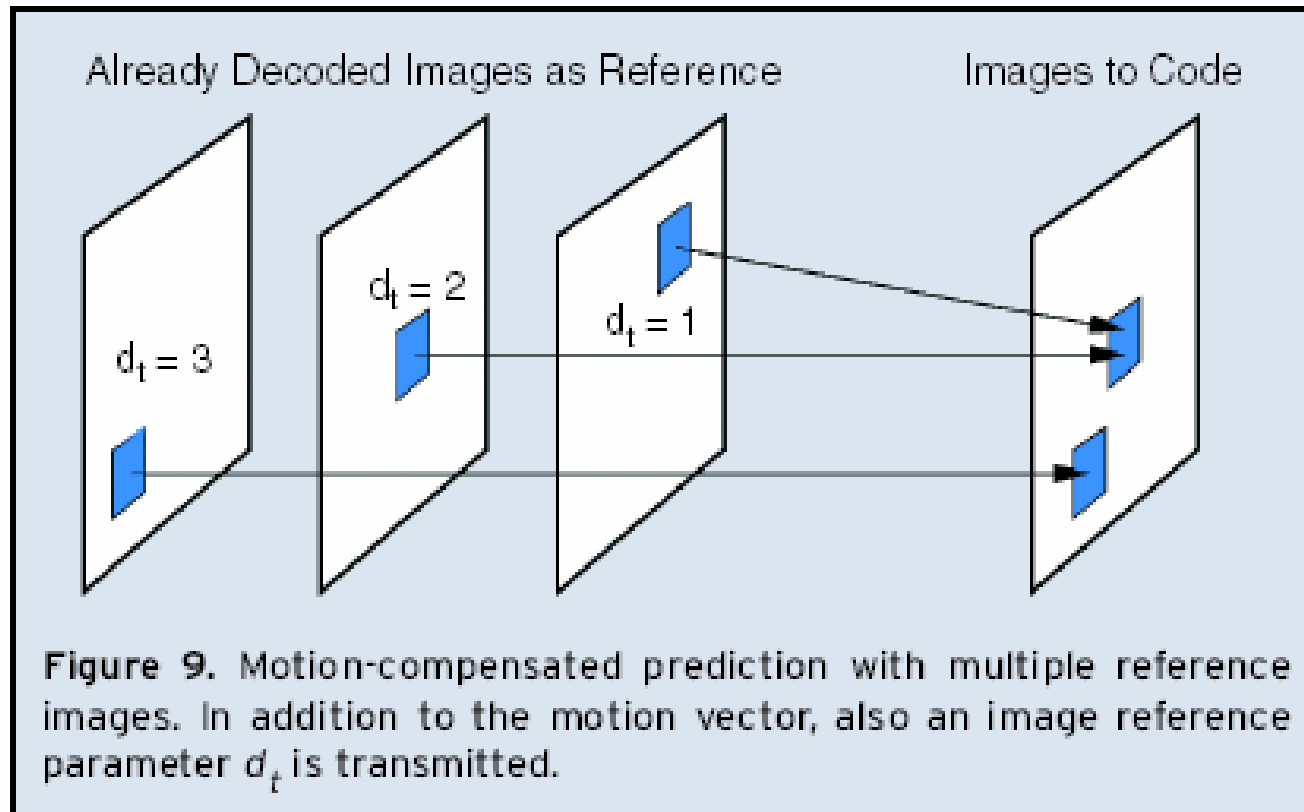 Already Decoded Images as Reference
Images to Code
d_t = 3
d_t = 2
d_t = 1
Figure 9. Motion-compensated prediction with multiple reference
images. In addition to the motion vector, also an image reference
parameter d_t is transmitted.